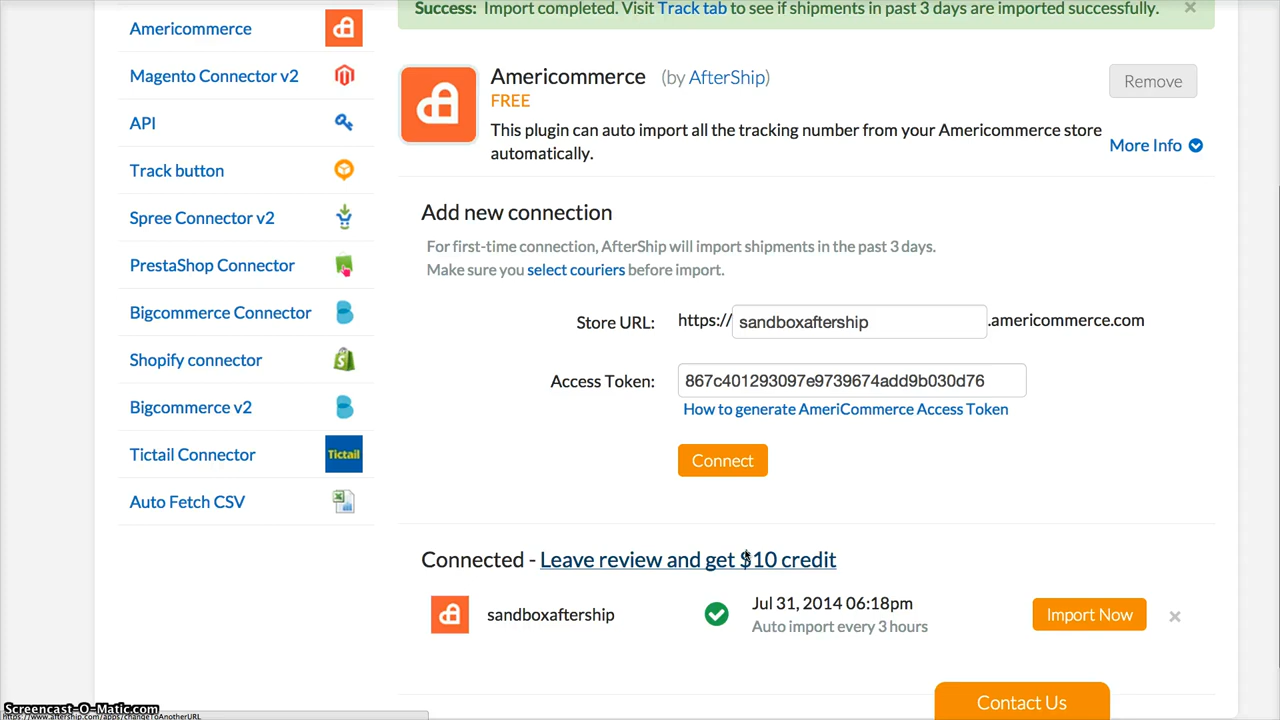 Success: Import completed. Visit Track tab to see if shipments in past 3 days are imported successfully. ×
Americommerce
Magento Connector v2
API
Track button
Spree Connector v2
PrestaShop Connector
Bigcommerce Connector
Shopify connector
Bigcommerce v2
Tictail Connector Tictail
Auto Fetch CSV
Americommerce (by AfterShip)
Remove
FREE
This plugin can auto import all the tracking number from your Americommerce store
automatically.
More Info
Add new connection
For first-time connection, AfterShip will import shipments in the past 3 days.
Make sure you select couriers before import.
Store URL: https:// sandboxaftership .americommerce.com
Access Token: 867c401293097e9739674add9b030d76
How to generate AmeriCommerce Access Token
Connect
Connected - Leave review and get $10 credit
sandboxaftership Jul 31, 2014 06:18pm Import Now ×
Auto import every 3 hours
Contact Us
Screencast-O-Matic.com
https://www.aftership.com/apps/changeToAnotherURL